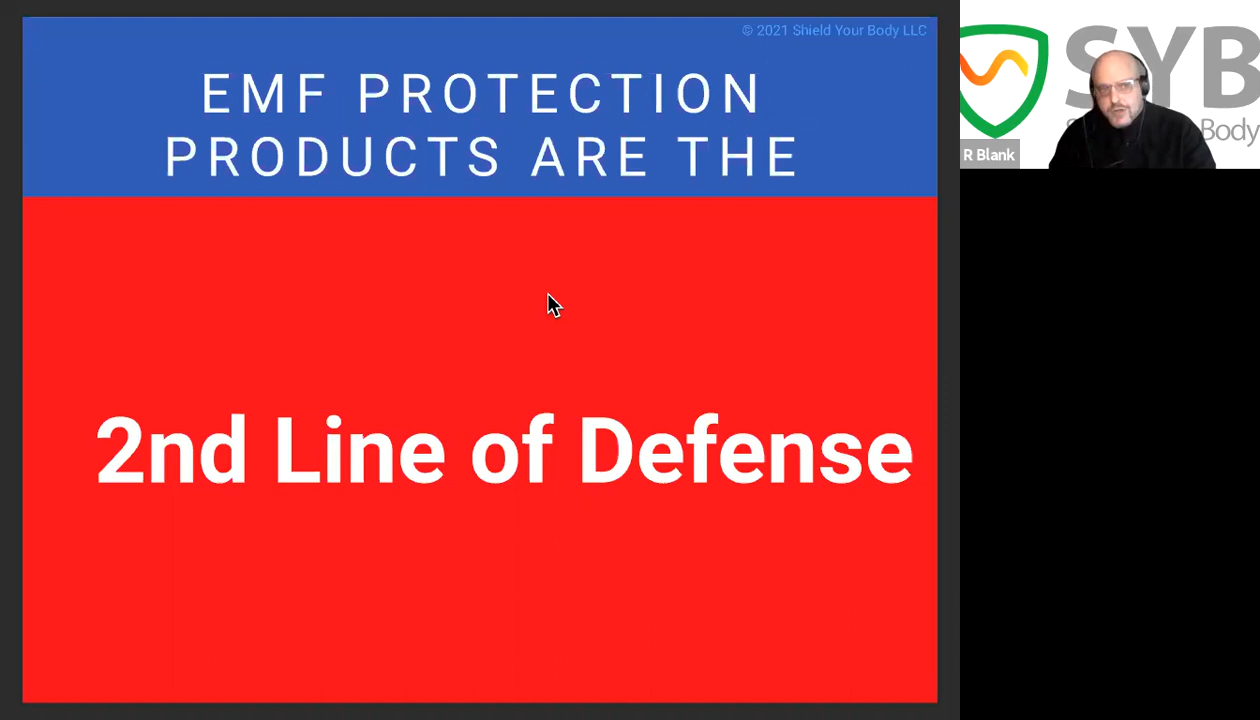 © 2021 Shield Your Body LLC
EMF PROTECTION
PRODUCTS ARE THE
2nd Line of Defense
SYB
Body
R Blank